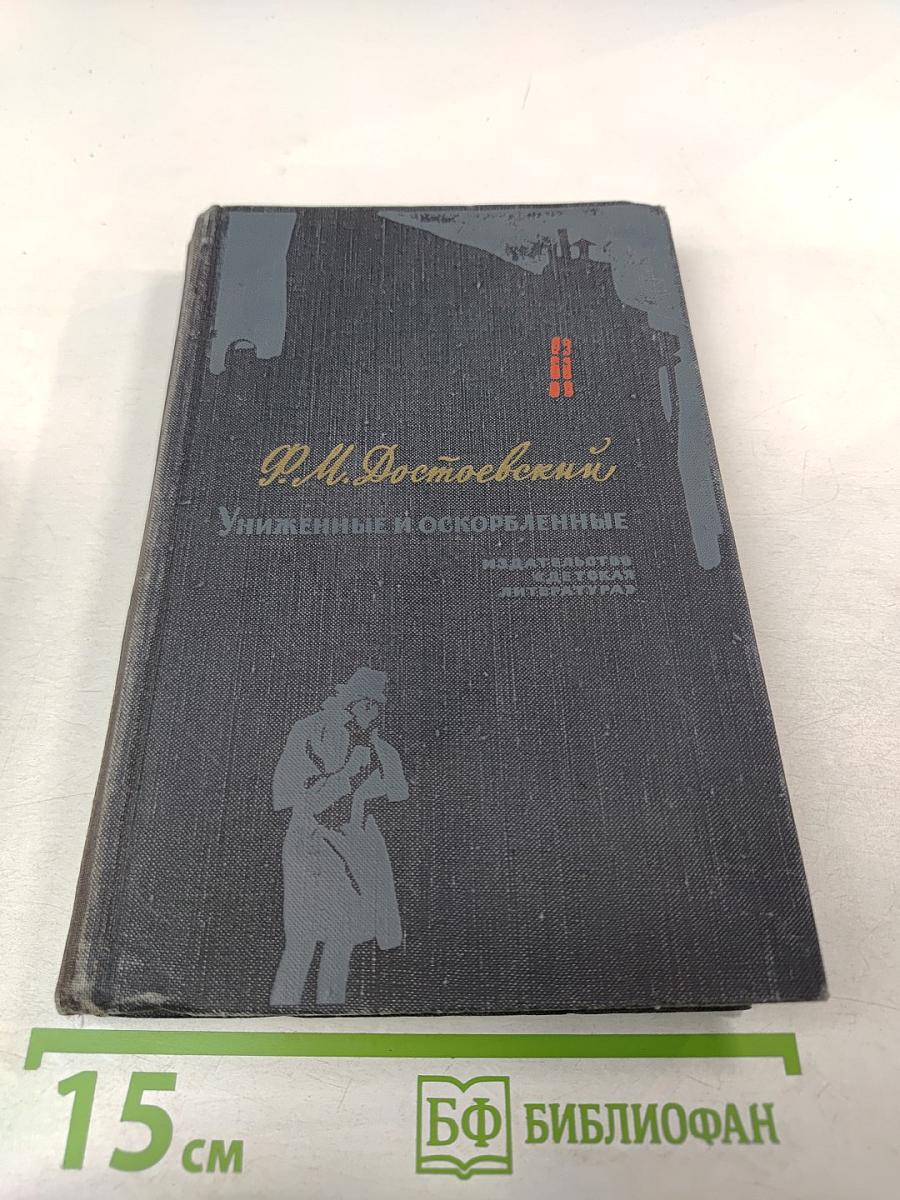 Ф. М. Достоевский
Униженные и оскорбленные
ИЗДАТЕЛЬСТВО
«ДЕТСКАЯ
ЛИТЕРАТУРА»
15 см
БФ БИБЛИОФАН